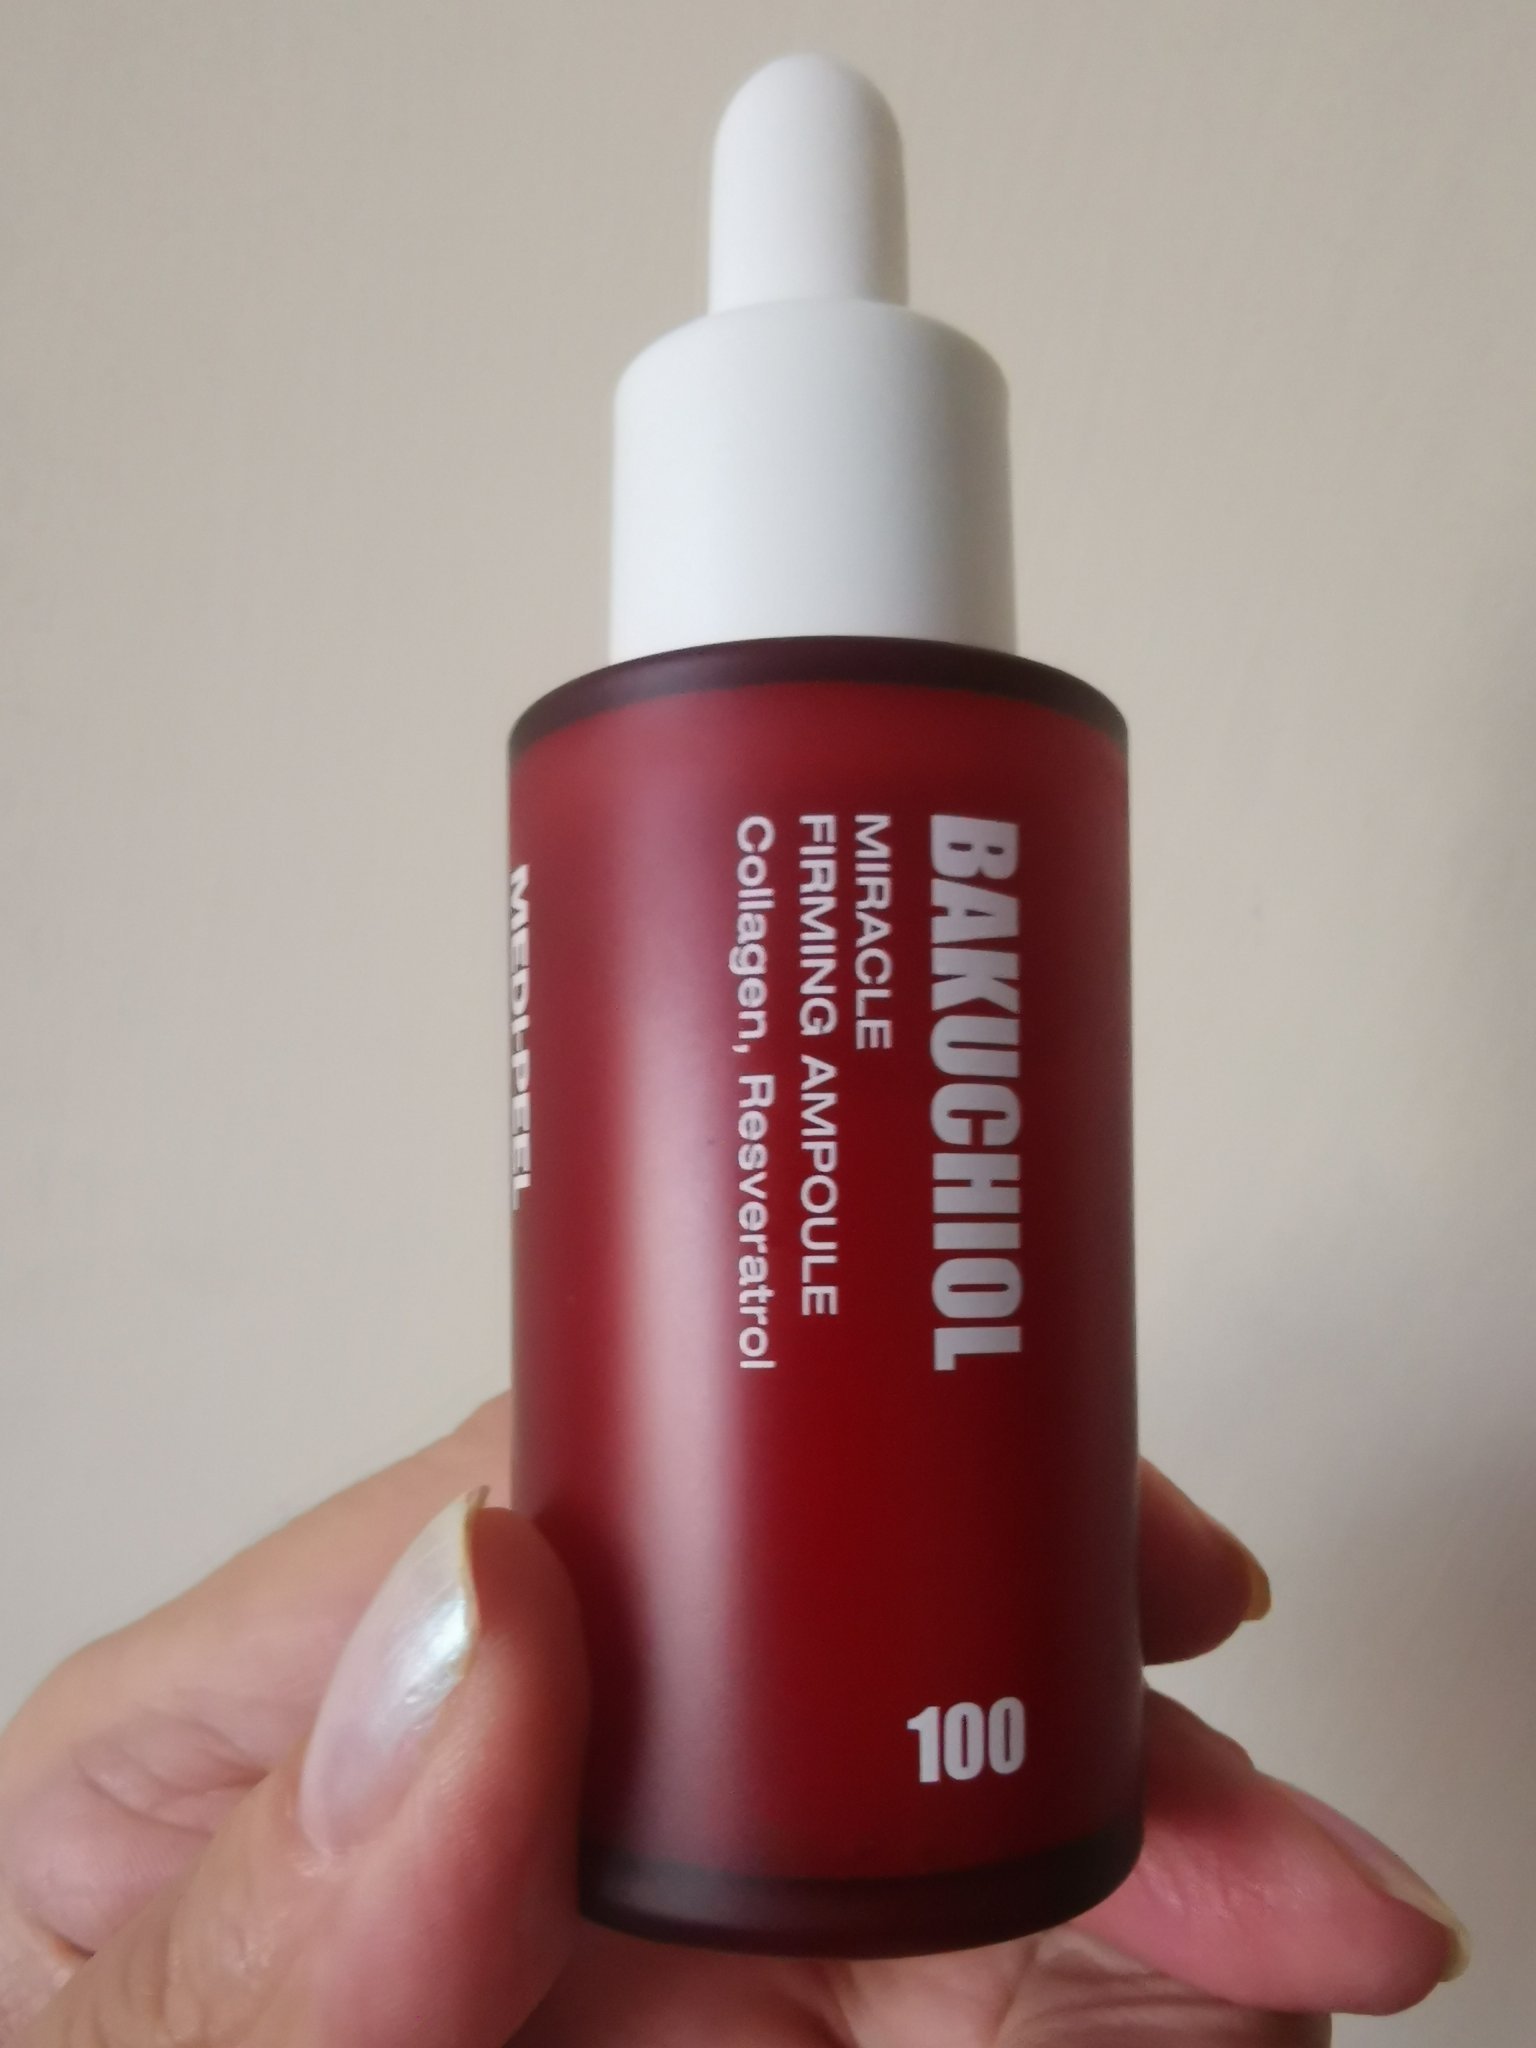 BAKUCHIOL
MIRACLE
FIRMING AMPOULE
Collagen, Resveratrol
100
MEDI-PEEL